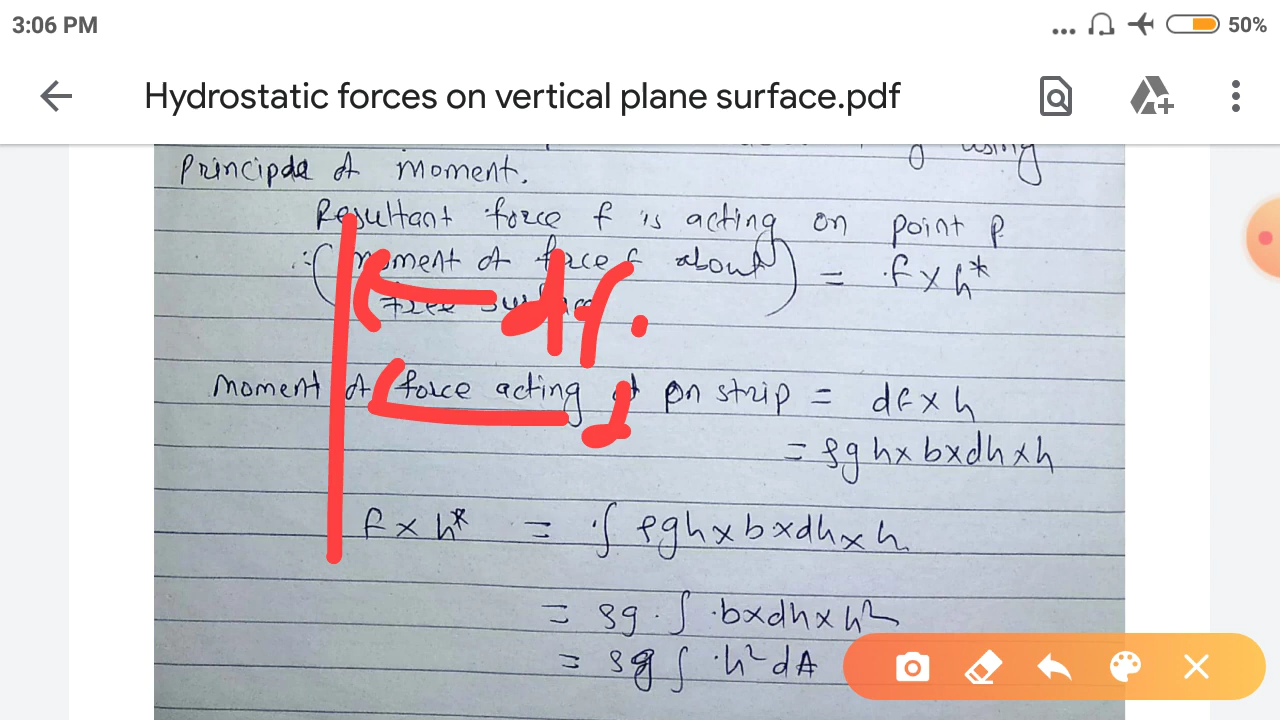 3:06 PM
50%
Hydrostatic forces on vertical plane surface.pdf
using
Principle of moment.
Resultant force F is acting on point P
∴ (moment of force F about = F x h*
free surface)
dF.
Moment of force acting on strip = dF x h
= ρgh x b x dh x h
F x h* = ∫ ρgh x b x dh x h
= ρg ∫ b x dh x h²
= ρg ∫ h² dA